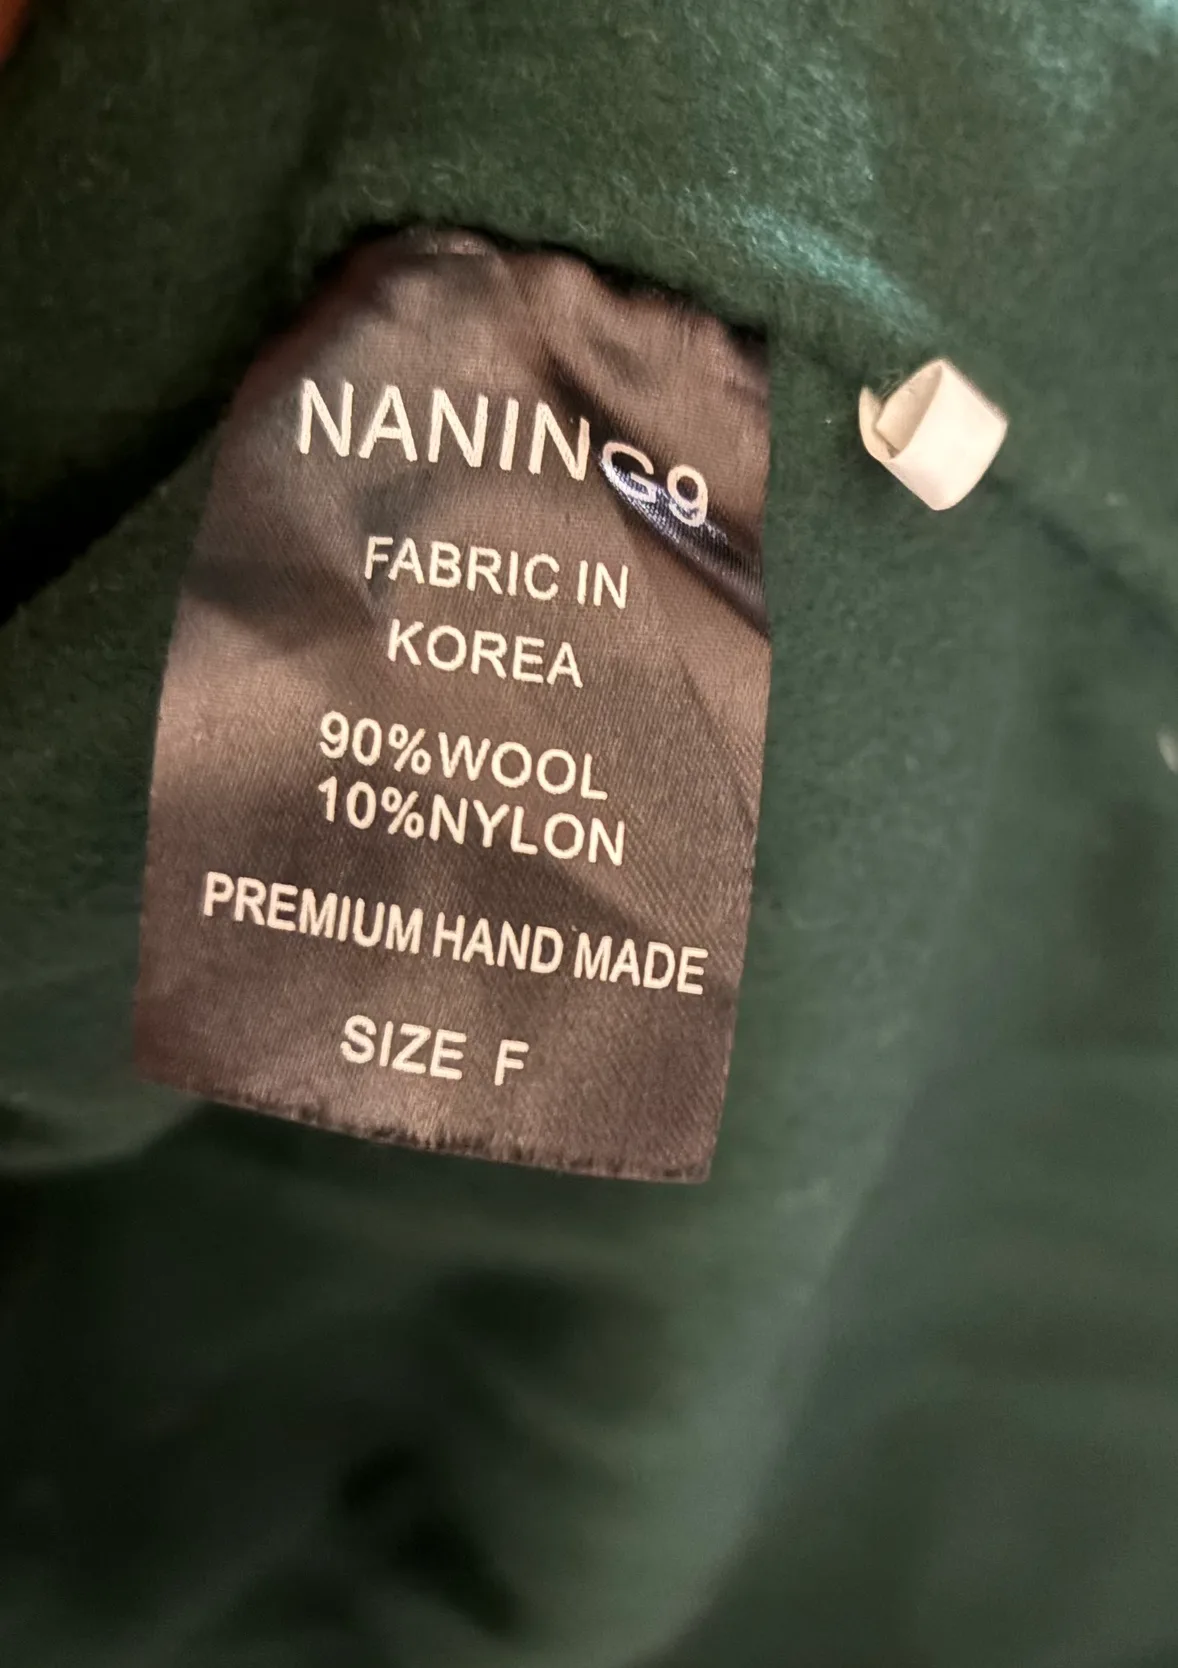 NANING9
FABRIC IN
KOREA
90%WOOL
10%NYLON
PREMIUM HAND MADE
SIZE F